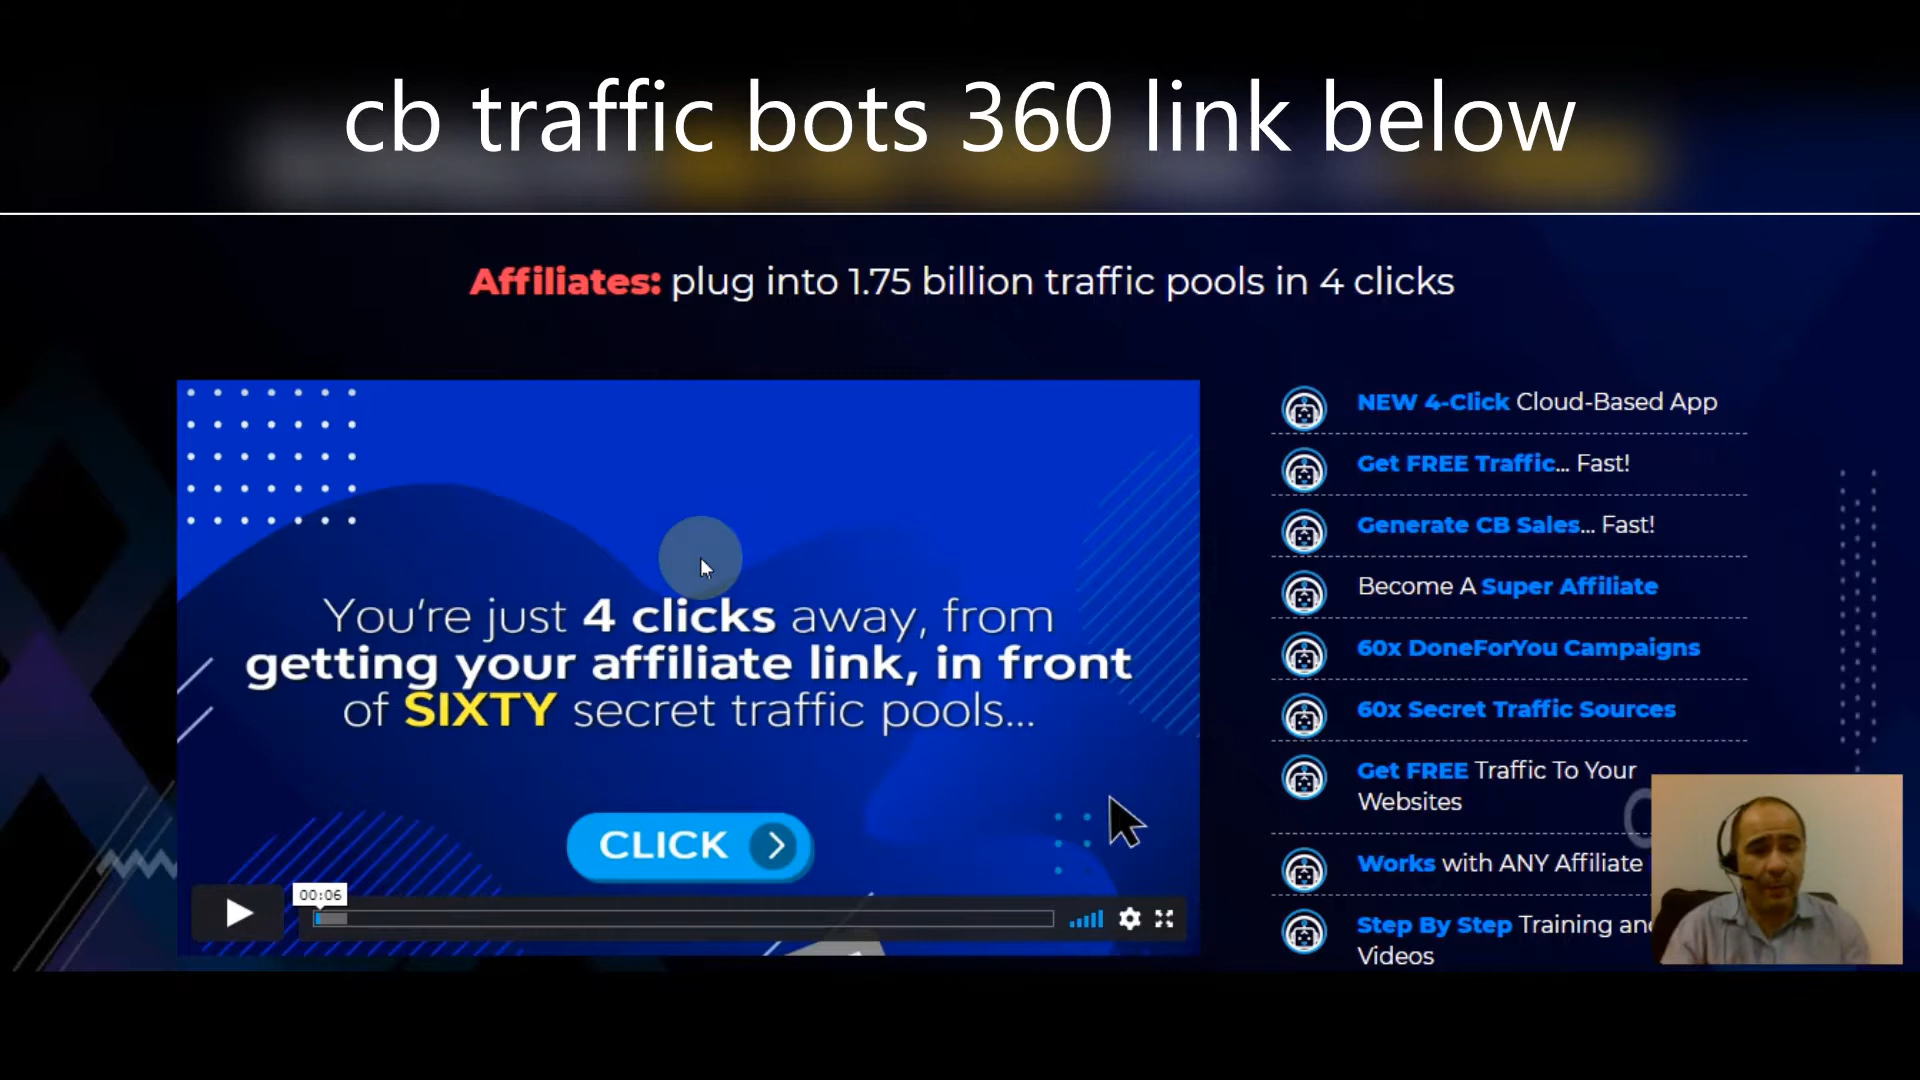 cb traffic bots 360 link below
Affiliates: plug into 1.75 billion traffic pools in 4 clicks
You're just 4 clicks away, from
getting your affiliate link, in front
of SIXTY secret traffic pools...
CLICK
00:06
NEW 4-Click Cloud-Based App
Get FREE Traffic... Fast!
Generate CB Sales... Fast!
Become A Super Affiliate
60x DoneForYou Campaigns
60x Secret Traffic Sources
Get FREE Traffic To Your
Websites
Works with ANY Affiliate
Step By Step Training and
Videos